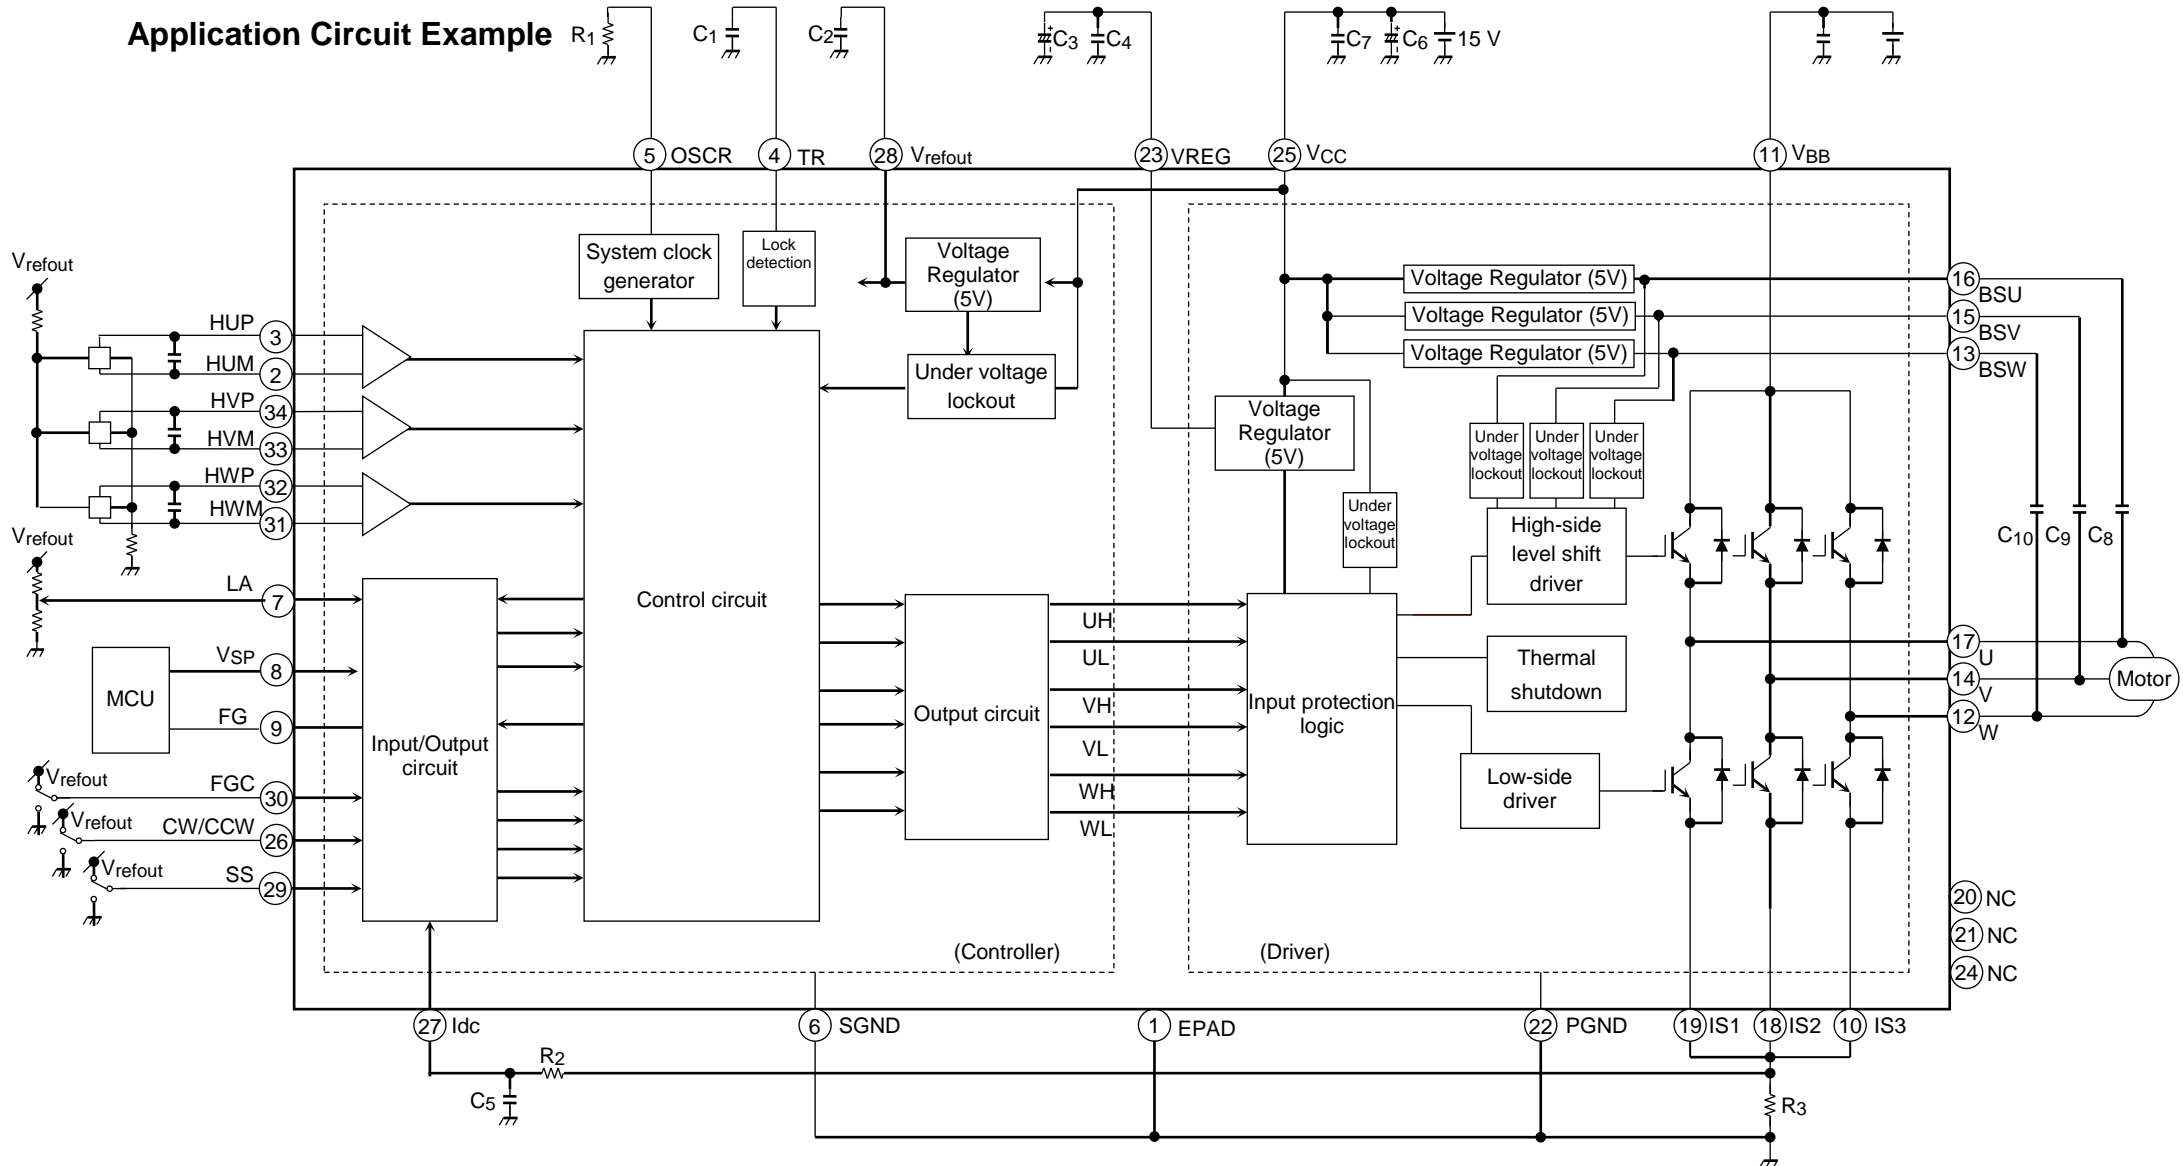 Application Circuit Example
R1
C1
C2
C3
C4
C7
C6
15 V
5 OSCR
4 TR
28 Vrefout
23 VREG
25 VCC
11 VBB
System clock
generator
Lock
detection
Voltage
Regulator
(5V)
Under voltage
lockout
Voltage Regulator (5V)
Voltage Regulator (5V)
Voltage Regulator (5V)
16
BSU
15
BSV
13
BSW
Vrefout
HUP 3
HUM 2
HVP 34
HVM 33
HWP 32
HWM 31
Vrefout
LA 7
MCU
VSP 8
FG 9
Vrefout
FGC 30
Vrefout
CW/CCW 26
Vrefout
SS 29
Input/Output
circuit
Control circuit
Output circuit
UH
UL
VH
VL
WH
WL
(Controller)
(Driver)
Voltage
Regulator
(5V)
Under
voltage
lockout
Under
voltage
lockout
Under
voltage
lockout
Under
voltage
lockout
High-side
level shift
driver
Input protection
logic
Thermal
shutdown
Low-side
driver
C10
C9
C8
17
U
14
V
12
W
Motor
20 NC
21 NC
24 NC
27 Idc
6 SGND
1 EPAD
22 PGND
19 IS1
18 IS2
10 IS3
R2
C5
R3